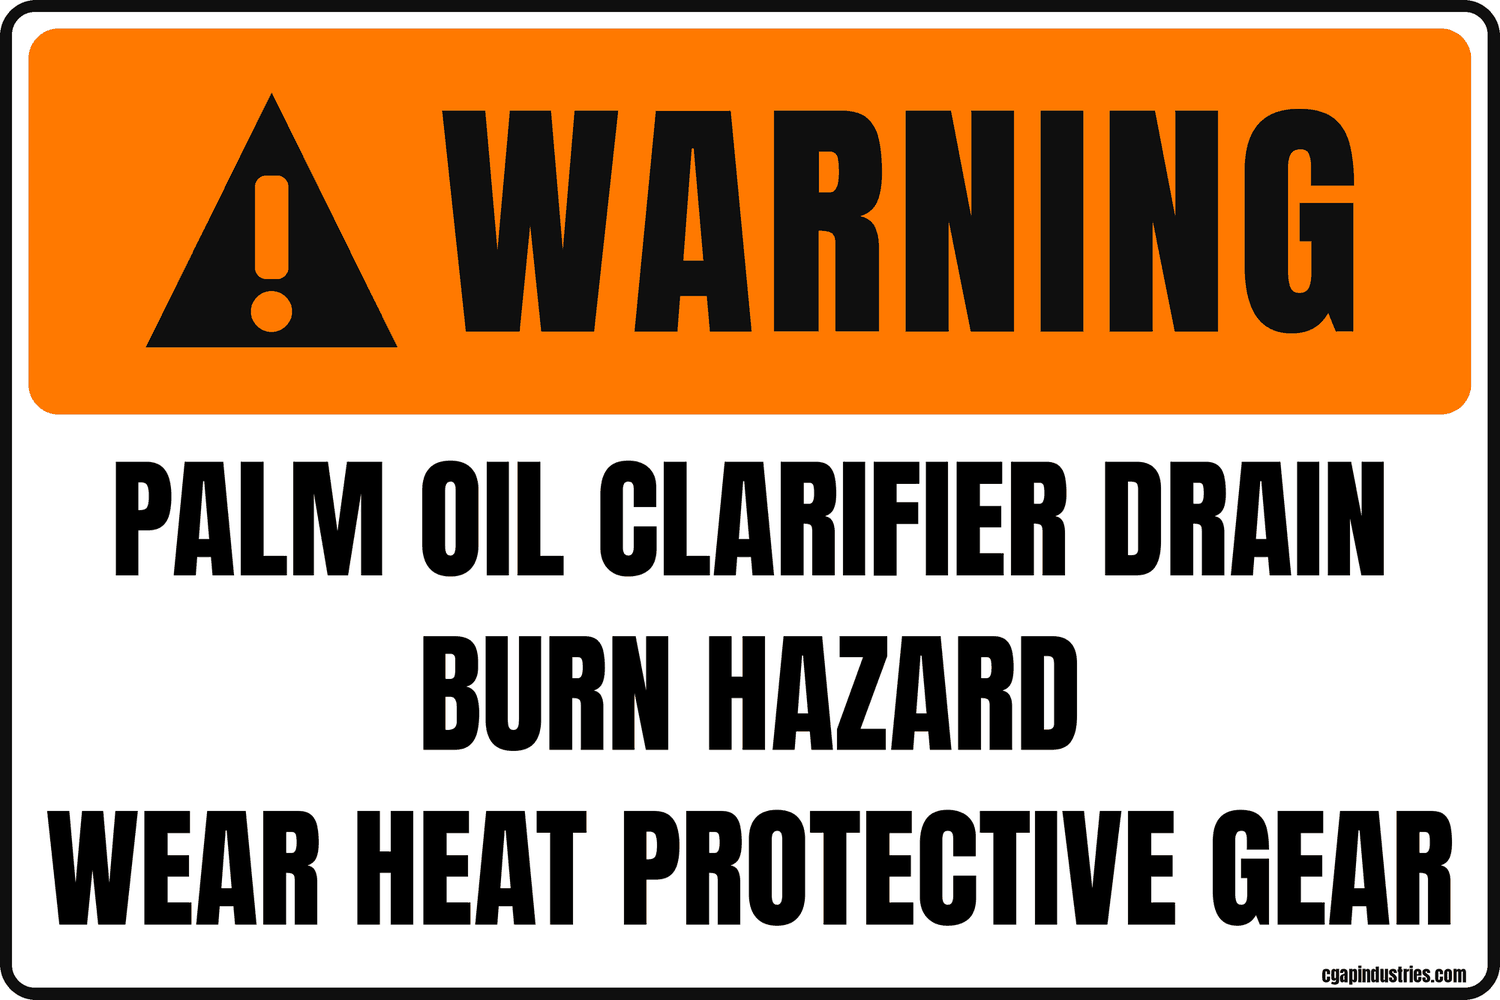 WARNING
PALM OIL CLARIFIER DRAIN
BURN HAZARD
WEAR HEAT PROTECTIVE GEAR
cgapindustries.com